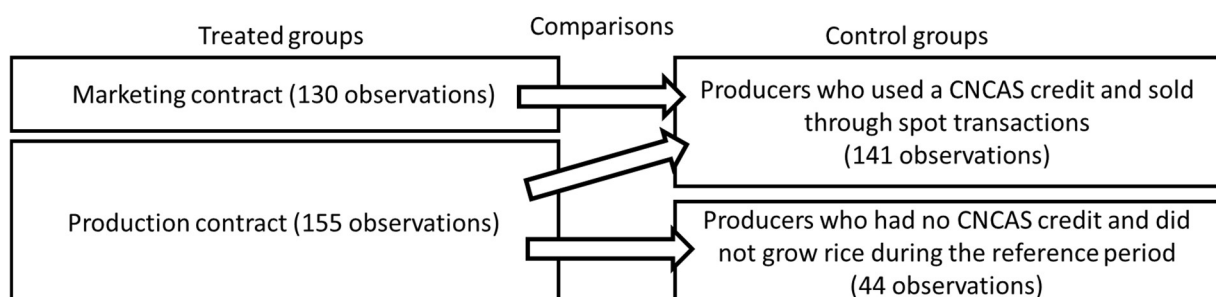 Treated groups
Comparisons
Control groups
Marketing contract (130 observations)
Producers who used a CNCAS credit and sold
through spot transactions
(141 observations)
Production contract (155 observations)
Producers who had no CNCAS credit and did
not grow rice during the reference period
(44 observations)